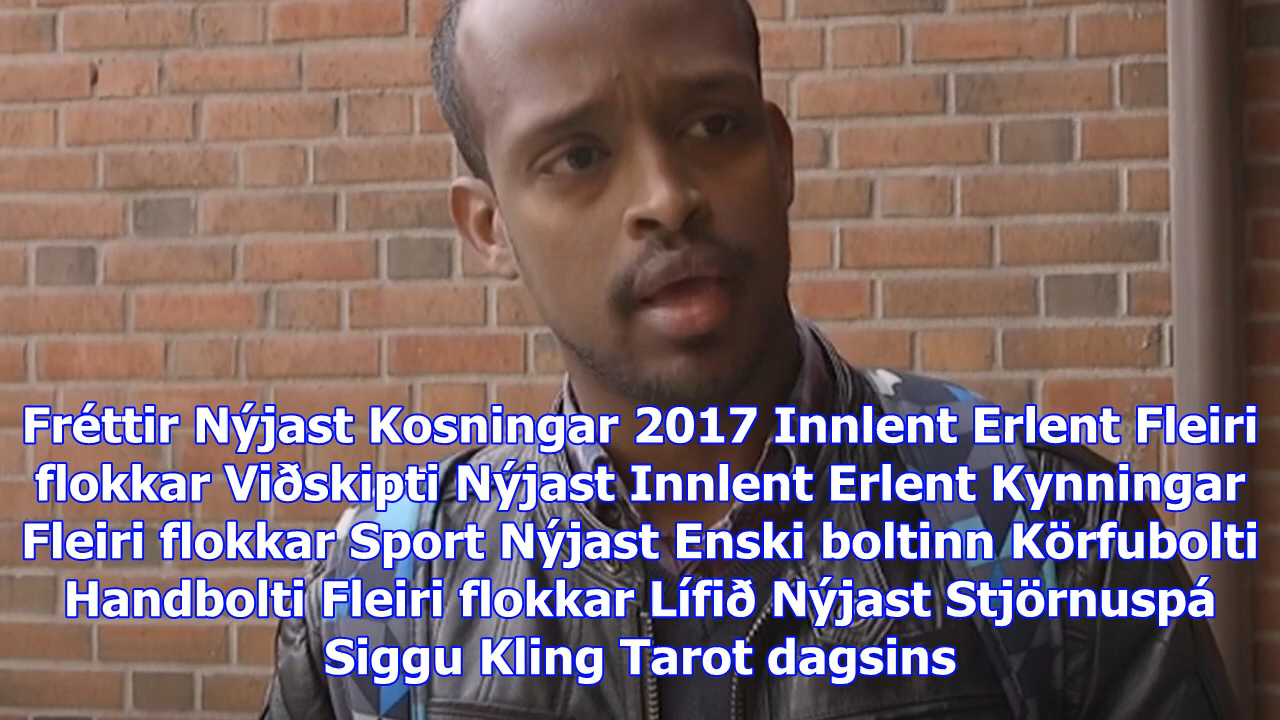 Fréttir Nýjast Kosningar 2017 Innlent Erlent Fleiri
flokkar Viðskipti Nýjast Innlent Erlent Kynningar
Fleiri flokkar Sport Nýjast Enski boltinn Körfubolti
Handbolti Fleiri flokkar Lífið Nýjast Stjörnuspá
Siggu Kling Tarot dagsins